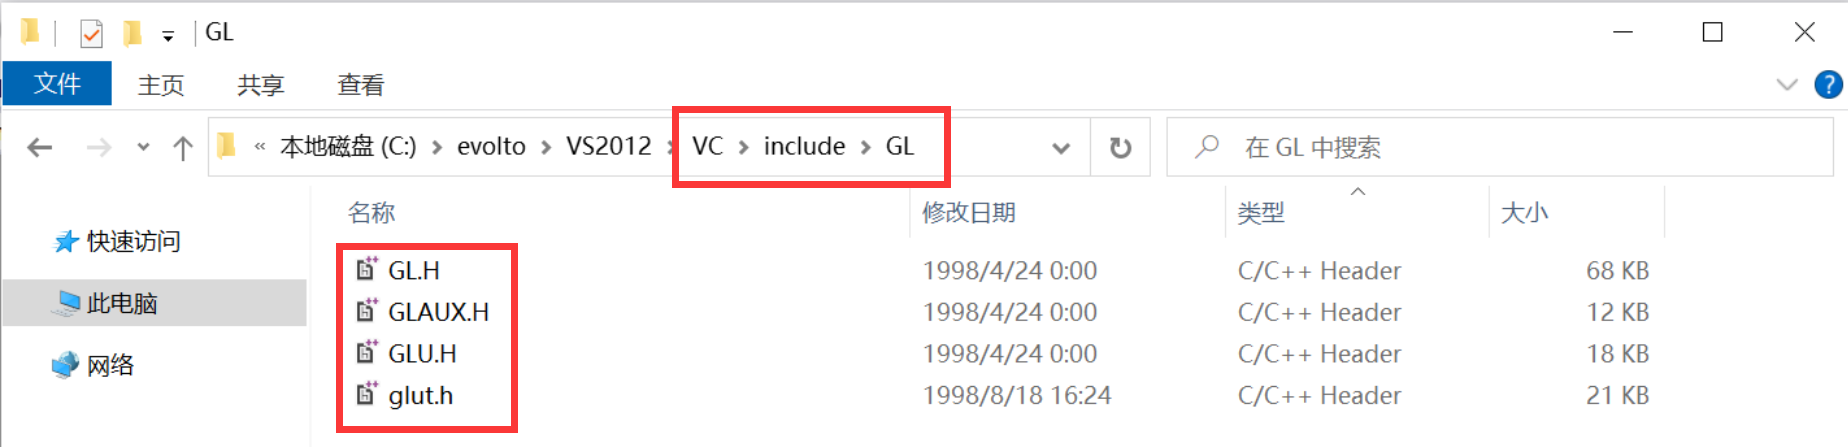 GL
文件 主页 共享 查看 ?
« 本地磁盘 (C:) › evolto › VS2012 › VC › include › GL 在 GL 中搜索
名称 修改日期 类型 大小
快速访问
此电脑
网络
GL.H 1998/4/24 0:00 C/C++ Header 68 KB
GLAUX.H 1998/4/24 0:00 C/C++ Header 12 KB
GLU.H 1998/4/24 0:00 C/C++ Header 18 KB
glut.h 1998/8/18 16:24 C/C++ Header 21 KB